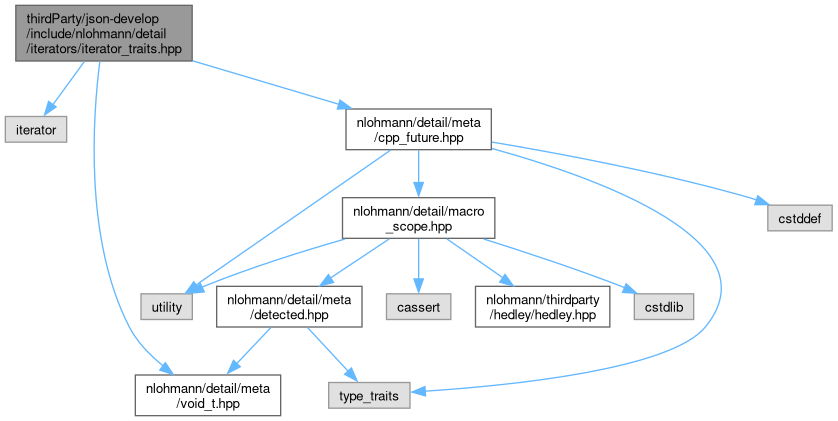 thirdParty/json-develop
/include/nlohmann/detail
/iterators/iterator_traits.hpp
iterator
nlohmann/detail/meta
/cpp_future.hpp
nlohmann/detail/macro
_scope.hpp
cstddef
utility
nlohmann/detail/meta
/detected.hpp
cassert
nlohmann/thirdparty
/hedley/hedley.hpp
cstdlib
nlohmann/detail/meta
/void_t.hpp
type_traits